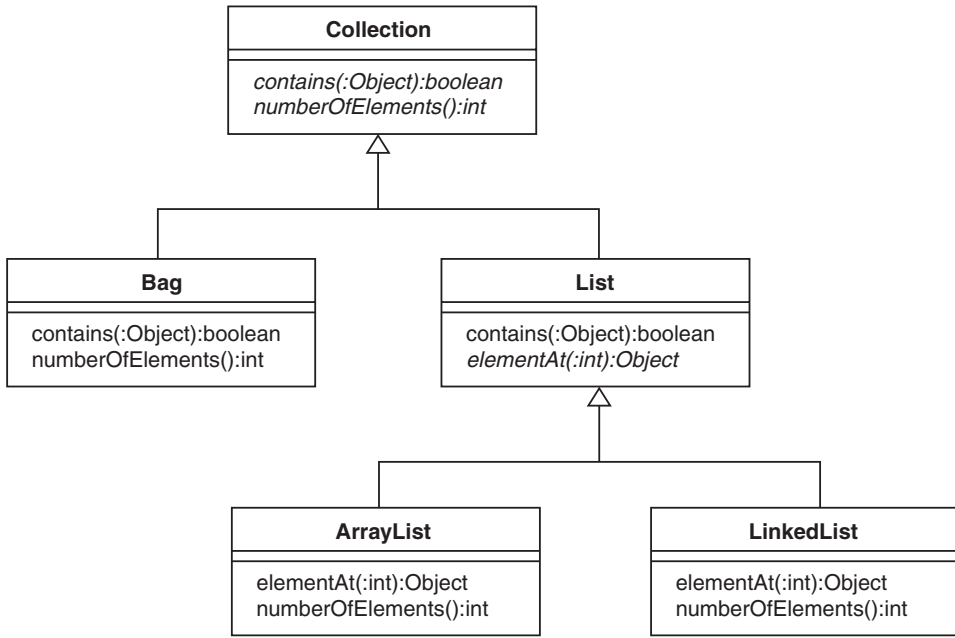 Collection
contains(:Object):boolean
numberOfElements():int
Bag
contains(:Object):boolean
numberOfElements():int
List
contains(:Object):boolean
elementAt(:int):Object
ArrayList
elementAt(:int):Object
numberOfElements():int
LinkedList
elementAt(:int):Object
numberOfElements():int